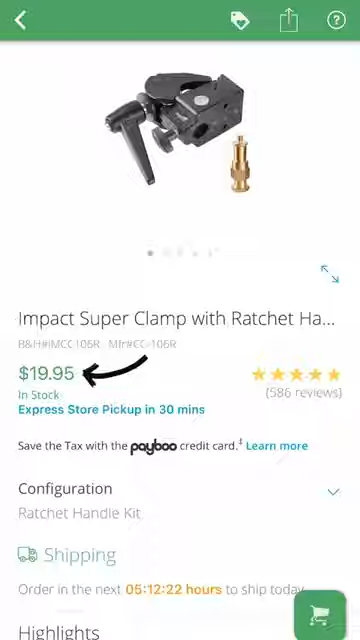 Impact Super Clamp with Ratchet Ha...
B&H#IMCC106R Mfr#CC-106R
$19.95
In Stock
(586 reviews)
Express Store Pickup in 30 mins
Save the Tax with the payboo credit card.‡ Learn more
Configuration
Ratchet Handle Kit
Shipping
Order in the next 05:12:22 hours to ship today
Highlights